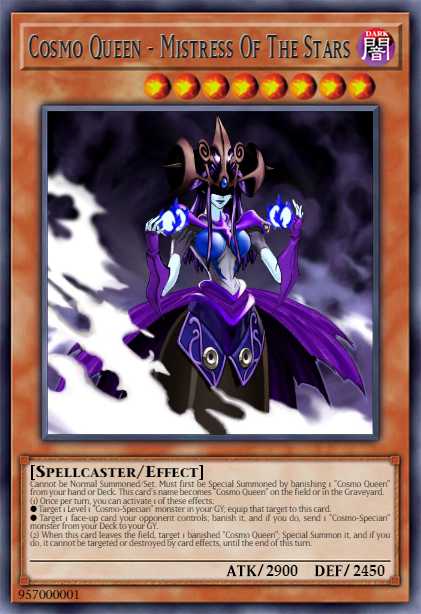 Cosmo Queen - Mistress Of The Stars
DARK
闇
[Spellcaster/Effect]
Cannot be Normal Summoned/Set. Must first be Special Summoned by banishing 1 "Cosmo Queen"
from your hand or Deck. This card's name becomes "Cosmo Queen" on the field or in the Graveyard.
(1) Once per turn, you can activate 1 of these effects;
● Target 1 Level 1 "Cosmo-Specian" monster in your GY; equip that target to this card.
● Target 1 face-up card your opponent controls; banish it, and if you do, send 1 "Cosmo-Specian"
monster from your Deck to your GY.
(2) When this card leaves the field, target 1 banished "Cosmo Queen"; Special Summon it, and if you
do, it cannot be targeted or destroyed by card effects, until the end of this turn.
ATK/2900 DEF/2450
957000001